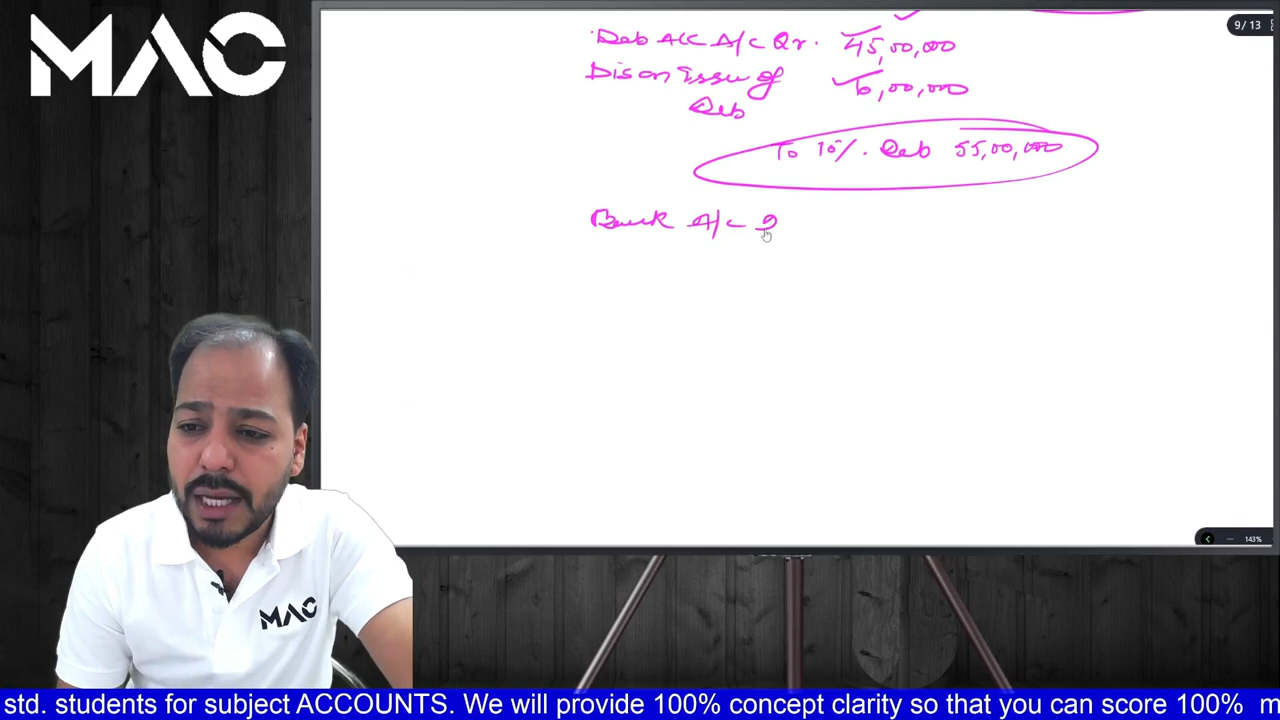 MAC
9/13
Deb All A/c Dr. 45,00,000
Dis on Issue of
Deb
,00,000
To 10%. Deb 55,00,000
Bank A/c D
143%
MAC
std. students for subject ACCOUNTS. We will provide 100% concept clarity so that you can score 100%